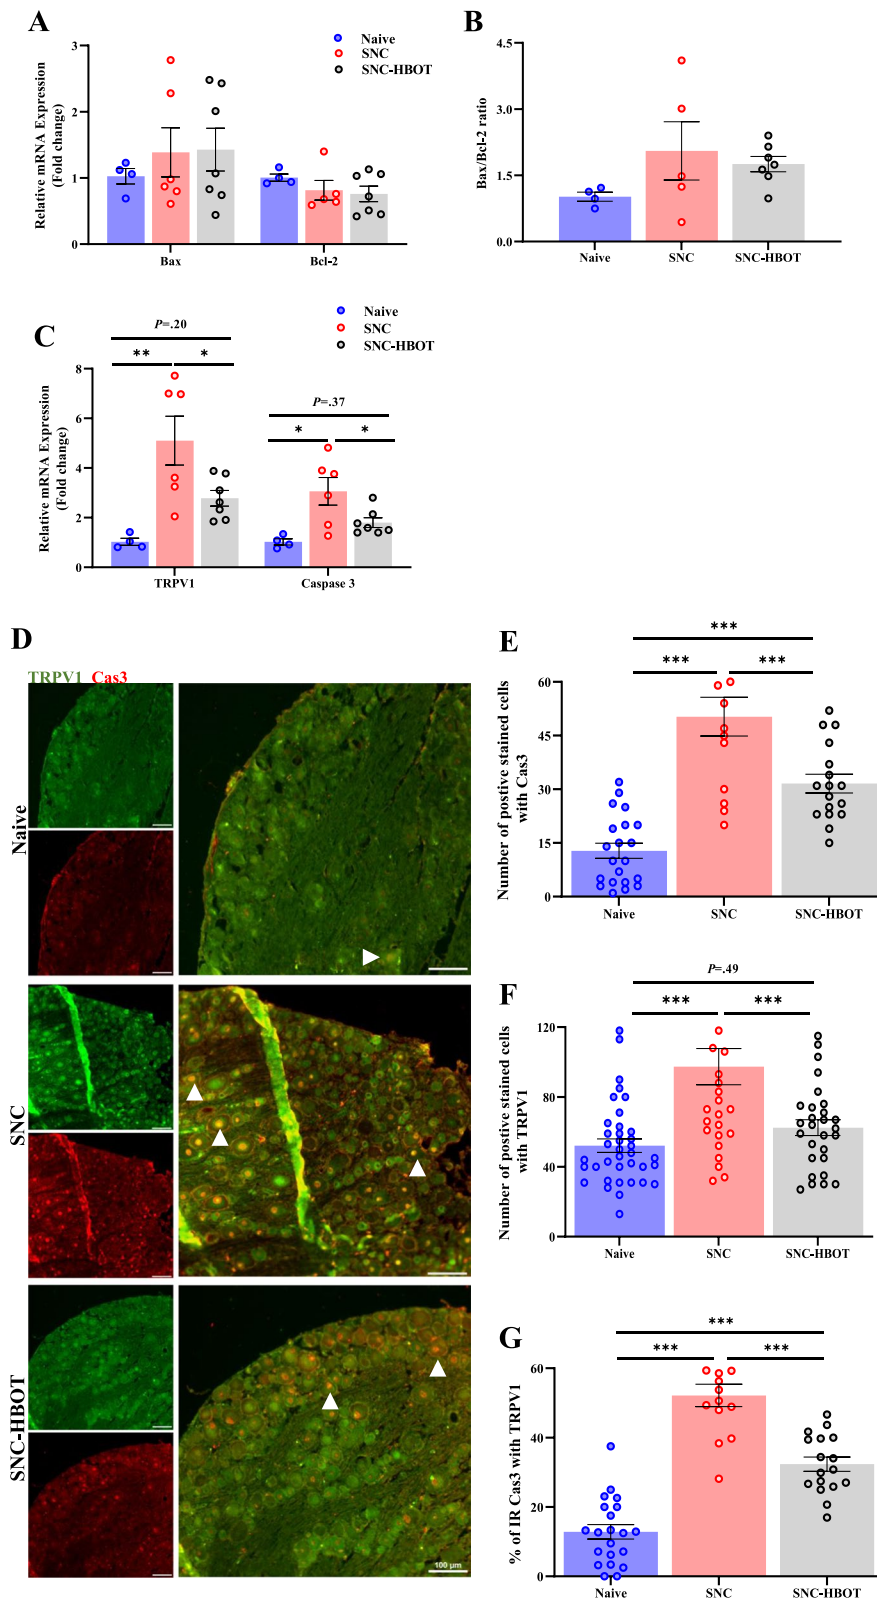 A
Naive
SNC
SNC-HBOT
Relative mRNA Expression
(Fold change)
3
2
1
0
Bax
Bcl-2
B
Bax/Bcl-2 ratio
4.5
3.0
1.5
0.0
Naive
SNC
SNC-HBOT
C
Naive
SNC
SNC-HBOT
P=.20
**
*
P=.37
*
*
Relative mRNA Expression
(Fold change)
8
6
4
2
0
TRPV1
Caspase 3
D
TRPV1 Cas3
Naive
SNC
SNC-HBOT
100 µm
E
***
***
***
Number of postive stained cells
with Cas3
60
45
30
15
0
Naive
SNC
SNC-HBOT
F
P=.49
***
***
Number of postive stained cells
with TRPV1
120
80
40
0
Naive
SNC
SNC-HBOT
G
***
***
***
% of IR Cas3 with TRPV1
60
40
20
0
Naive
SNC
SNC-HBOT